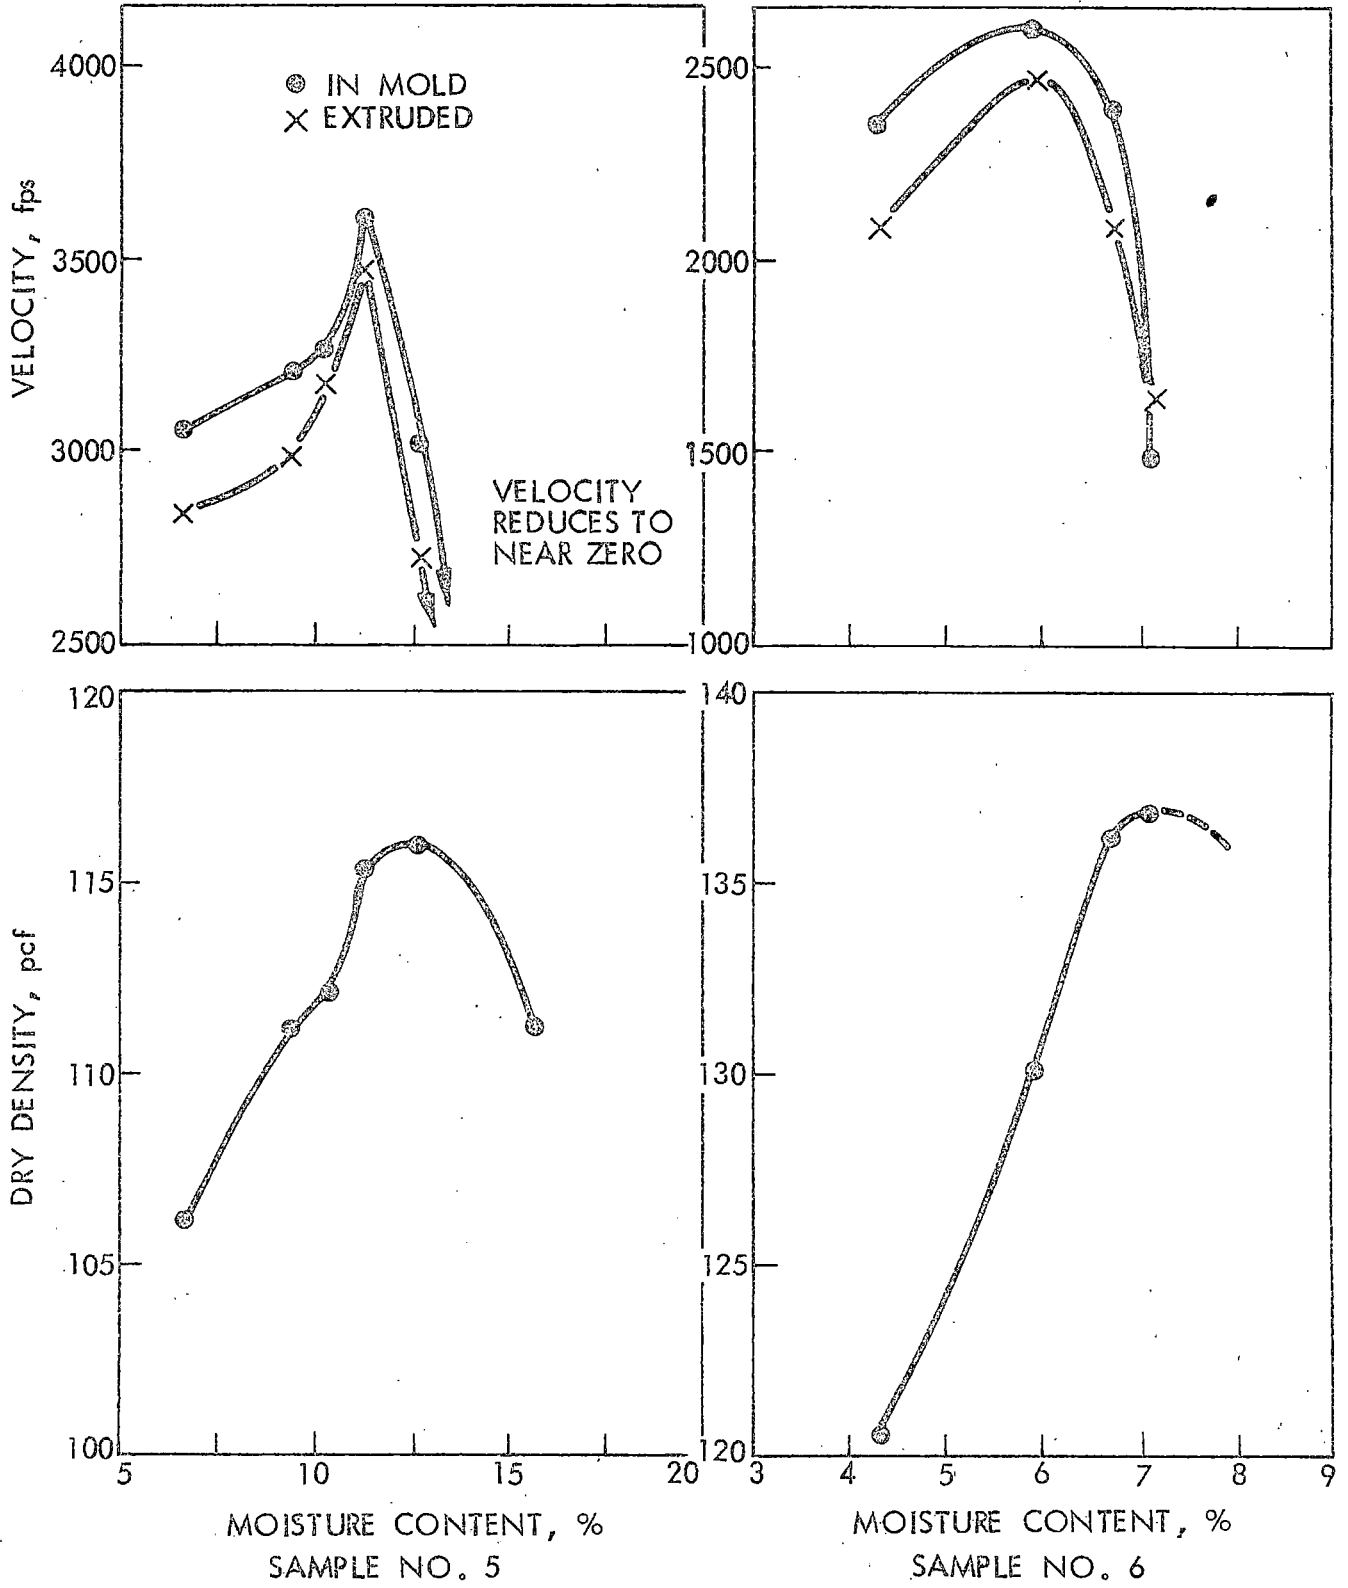 4000
3500
3000
2500
VELOCITY, fps
IN MOLD
EXTRUDED
VELOCITY
REDUCES TO
NEAR ZERO
2500
2000
1500
1000
120
115
110
105
100
DRY DENSITY, pcf
5 10 15 20
MOISTURE CONTENT, %
SAMPLE NO. 5
140
135
130
125
120
3 4 5 6 7 8 9
MOISTURE CONTENT, %
SAMPLE NO. 6